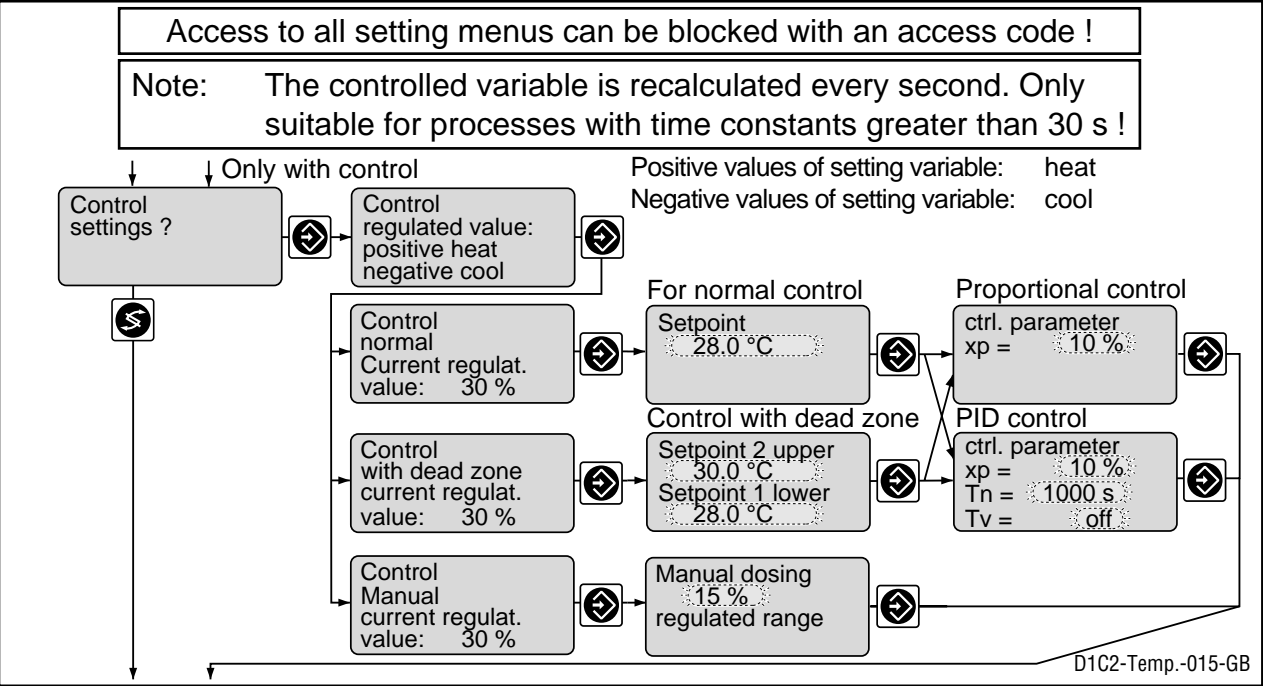 Access to all setting menus can be blocked with an access code !
Note: The controlled variable is recalculated every second. Only
suitable for processes with time constants greater than 30 s !
Only with control
Positive values of setting variable: heat
Negative values of setting variable: cool
Control
settings ?
Control
regulated value:
positive heat
negative cool
For normal control
Proportional control
Control
normal
Current regulat.
value: 30 %
Setpoint
28.0 °C
ctrl. parameter
xp = 10 %
Control with dead zone
PID control
Control
with dead zone
current regulat.
value: 30 %
Setpoint 2 upper
30.0 °C
Setpoint 1 lower
28.0 °C
ctrl. parameter
xp = 10 %
Tn = 1000 s
Tv = off
Control
Manual
current regulat.
value: 30 %
Manual dosing
15 %
regulated range
D1C2-Temp.-015-GB